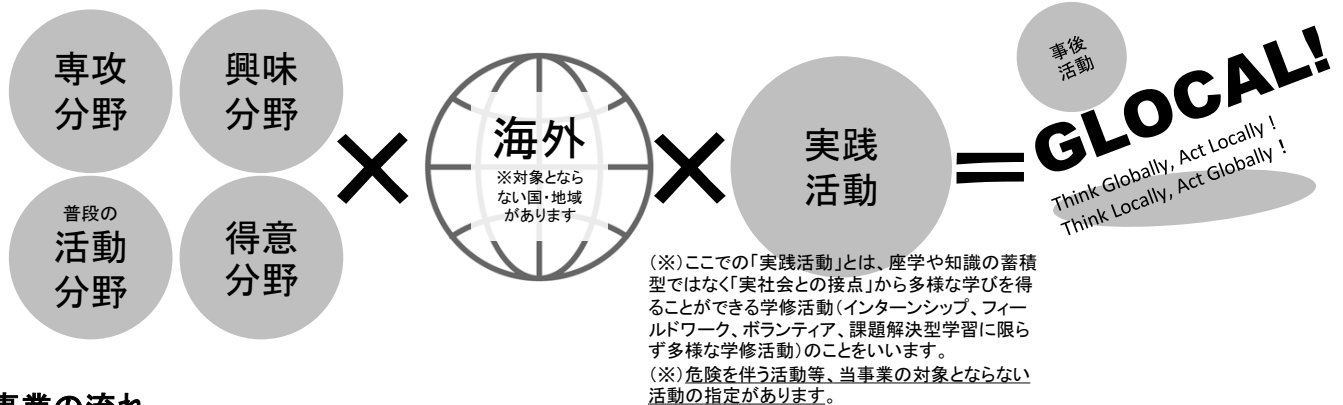 専攻
分野
興味
分野
普段の
活動
分野
得意
分野
×
海外
※対象となら
ない国・地域
があります
×
実践
活動
=
事後
活動
GLOCAL!
Think Globally, Act Locally !
Think Locally, Act Globally !
(※)ここでの「実践活動」とは、座学や知識の蓄積
型ではなく「実社会との接点」から多様な学びを得
ることができる学修活動(インターンシップ、フィー
ルドワーク、ボランティア、課題解決型学習に限ら
ず多様な学修活動)のことをいいます。
(※)危険を伴う活動等、当事業の対象とならない
活動の指定があります。
事業の流れ